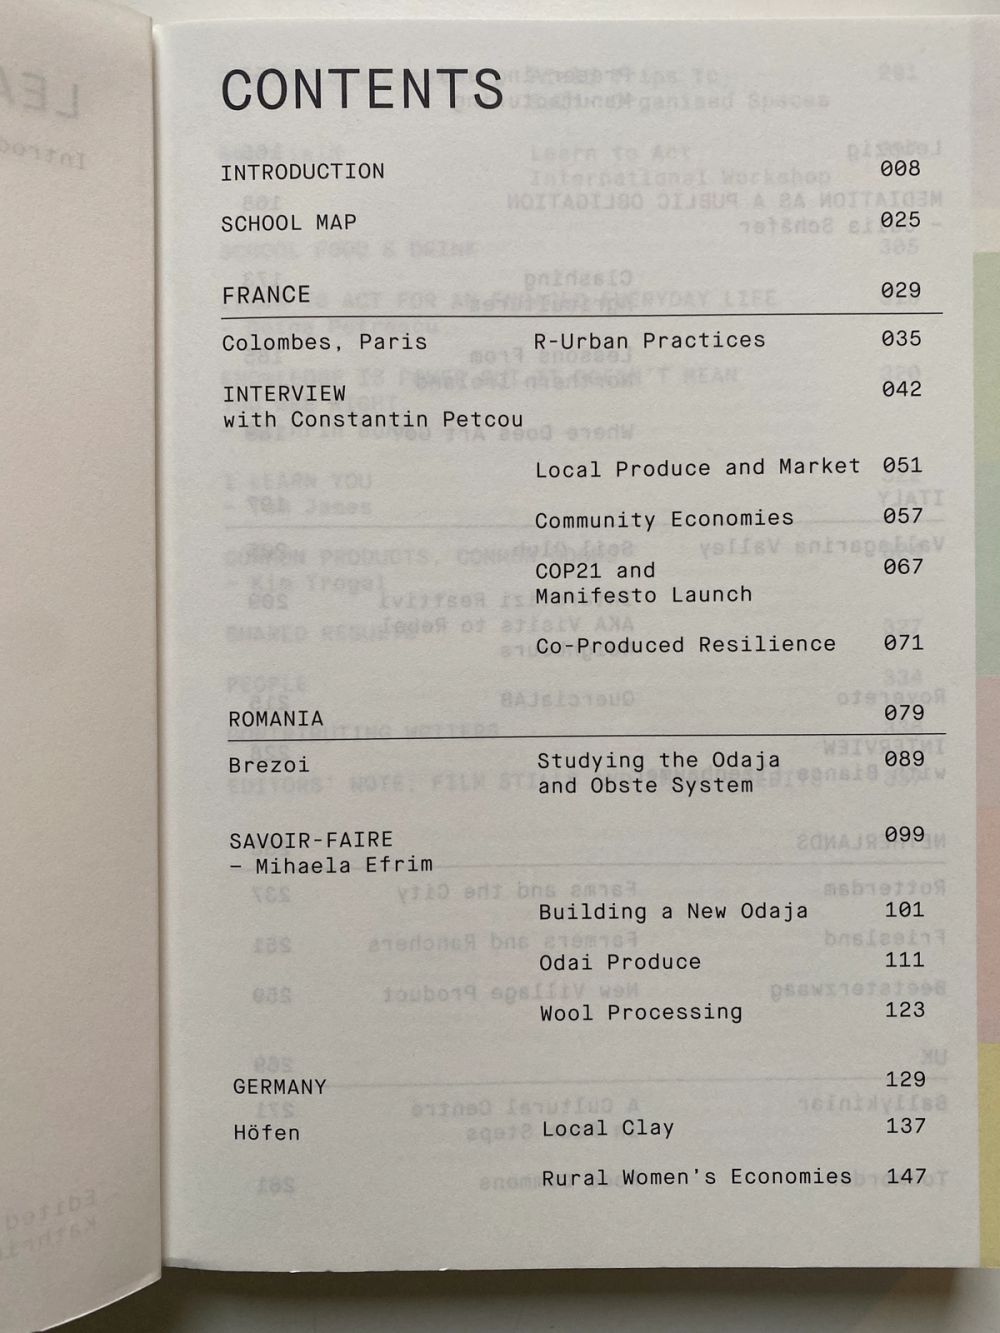 CONTENTS
INTRODUCTION 008
SCHOOL MAP 025
FRANCE 029
Colombes, Paris R-Urban Practices 035
INTERVIEW 042
with Constantin Petcou
Local Produce and Market 051
Community Economies 057
COP21 and 067
Manifesto Launch
Co-Produced Resilience 071
ROMANIA 079
Brezoi Studying the Odaja 089
and Obste System
SAVOIR-FAIRE 099
– Mihaela Efrim
Building a New Odaja 101
Odai Produce 111
Wool Processing 123
GERMANY 129
Höfen Local Clay 137
Rural Women's Economies 147